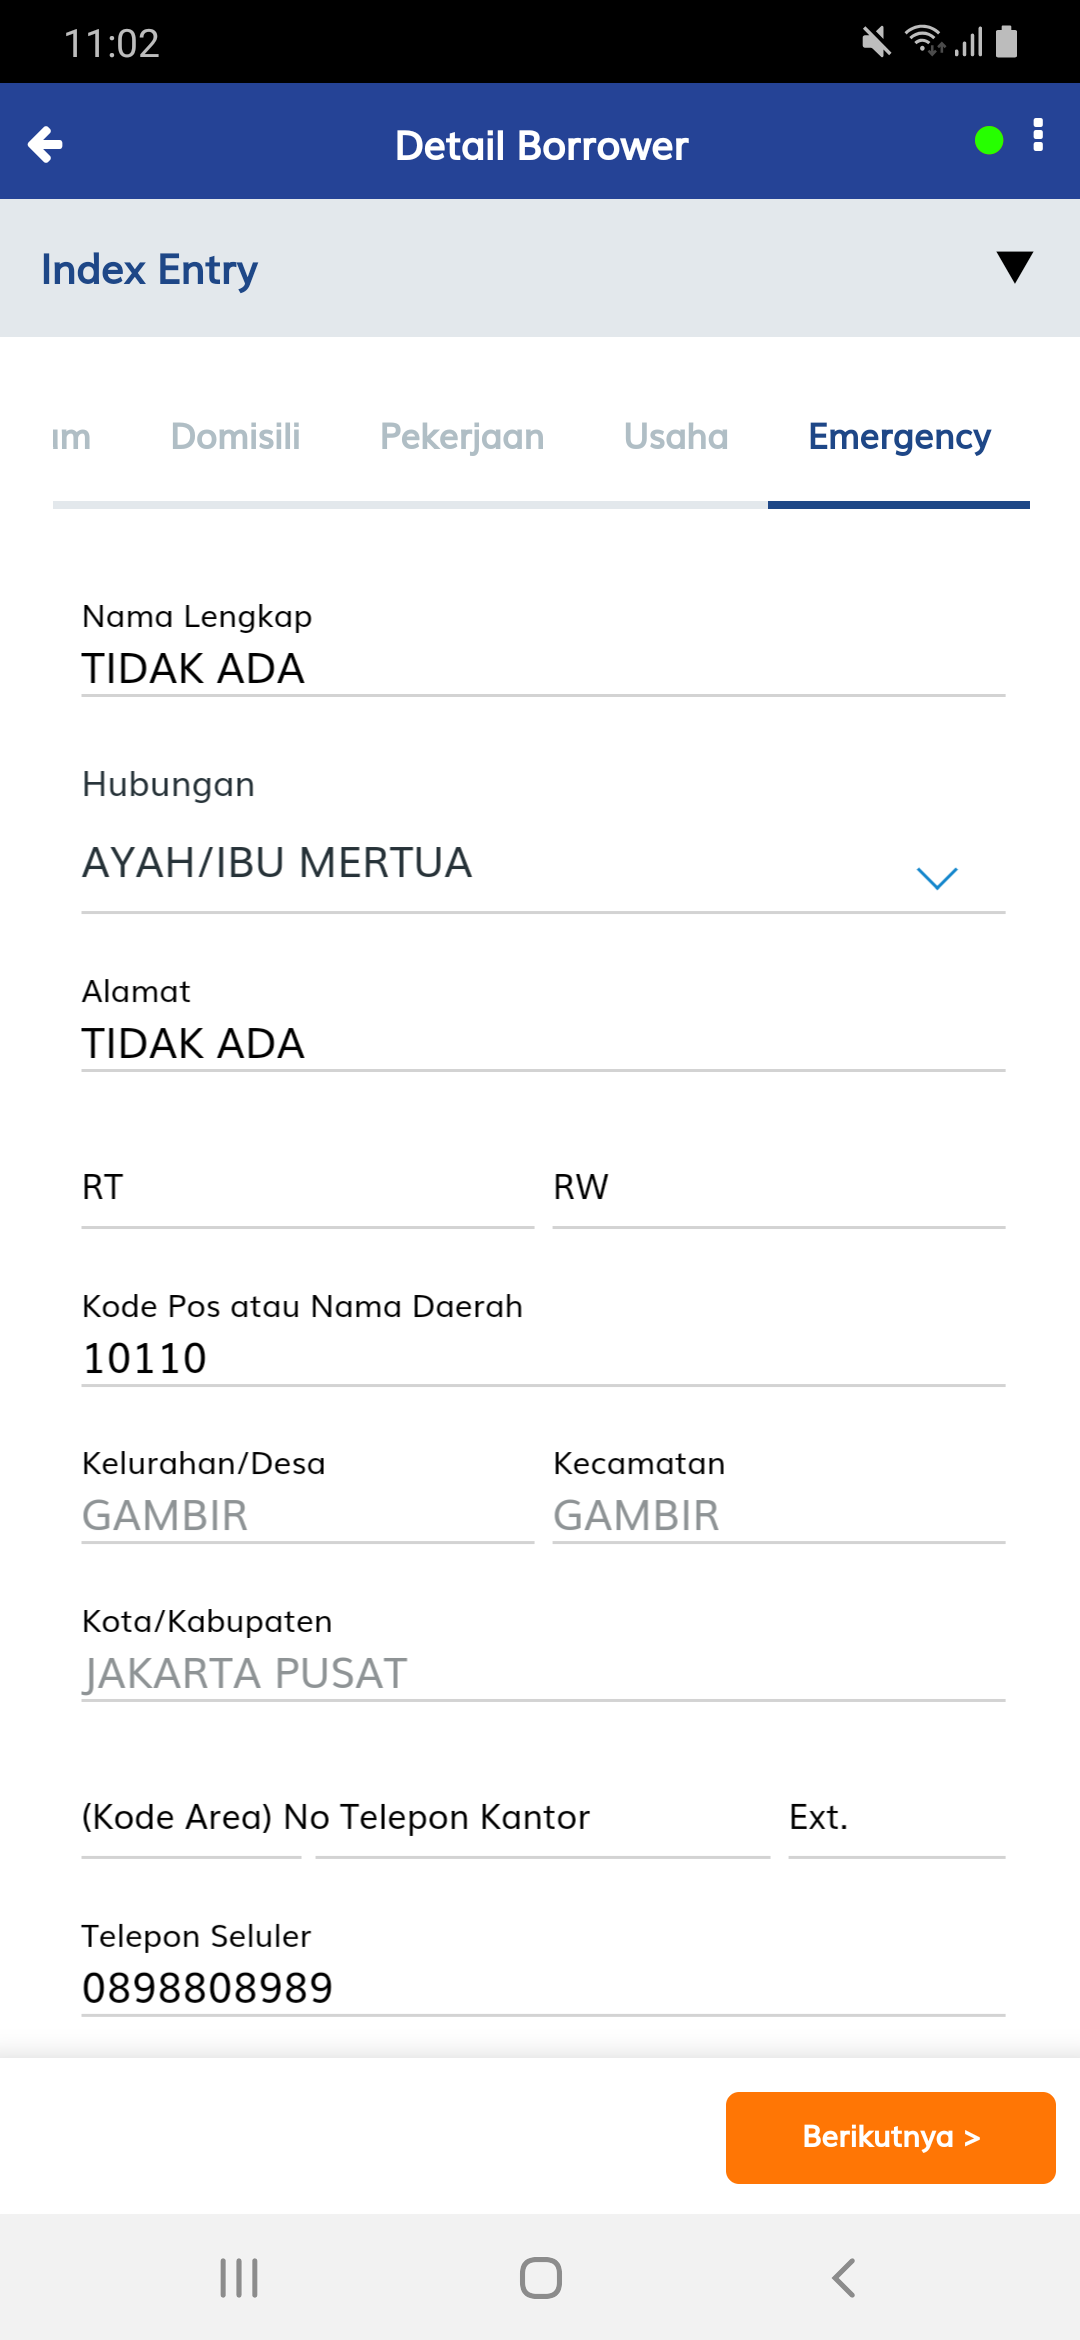 11:02
Detail Borrower
Index Entry
Domisili Pekerjaan Usaha Emergency
Nama Lengkap
TIDAK ADA
Hubungan
AYAH/IBU MERTUA
Alamat
TIDAK ADA
RT RW
Kode Pos atau Nama Daerah
10110
Kelurahan/Desa Kecamatan
GAMBIR GAMBIR
Kota/Kabupaten
JAKARTA PUSAT
(Kode Area) No Telepon Kantor Ext.
Telepon Seluler
0898808989
Berikutnya >